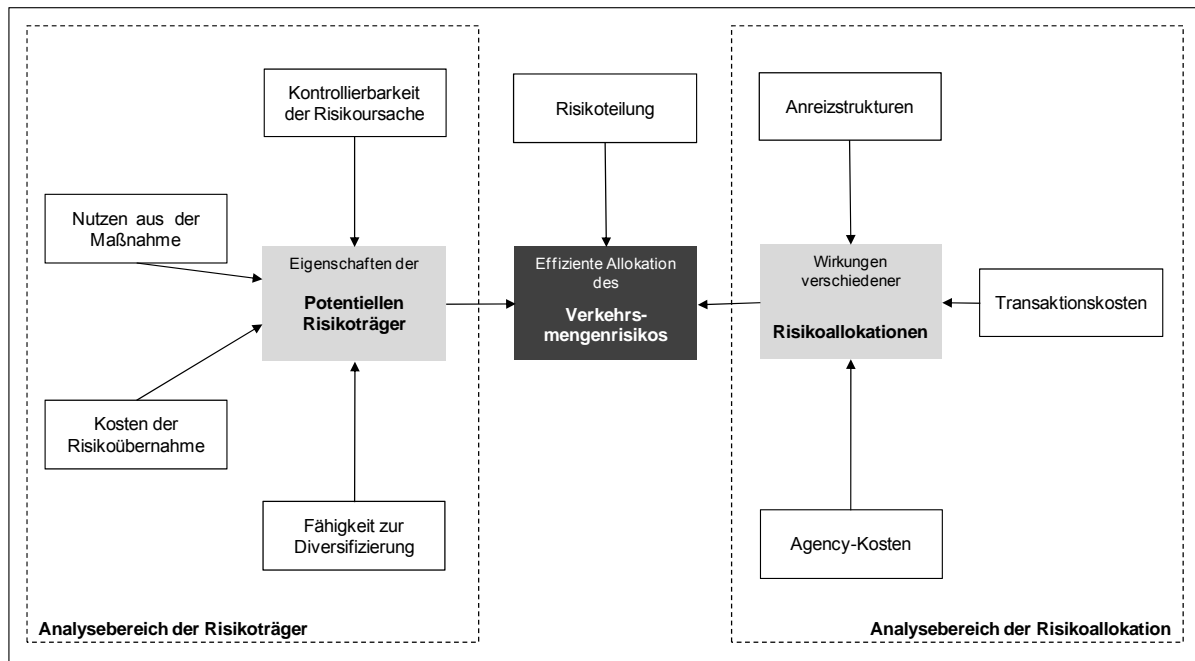 Kontrollierbarkeit
der Risikoursache
Risikoteilung
Anreizstrukturen
Nutzen aus der
Maßnahme
Eigenschaften der
Potentiellen
Risikoträger
Effiziente Allokation
des
Verkehrs-
mengenrisikos
Wirkungen
verschiedener
Risikoallokationen
Transaktionskosten
Kosten der
Risikoübernahme
Fähigkeit zur
Diversifizierung
Agency-Kosten
Analysebereich der Risikoträger
Analysebereich der Risikoallokation